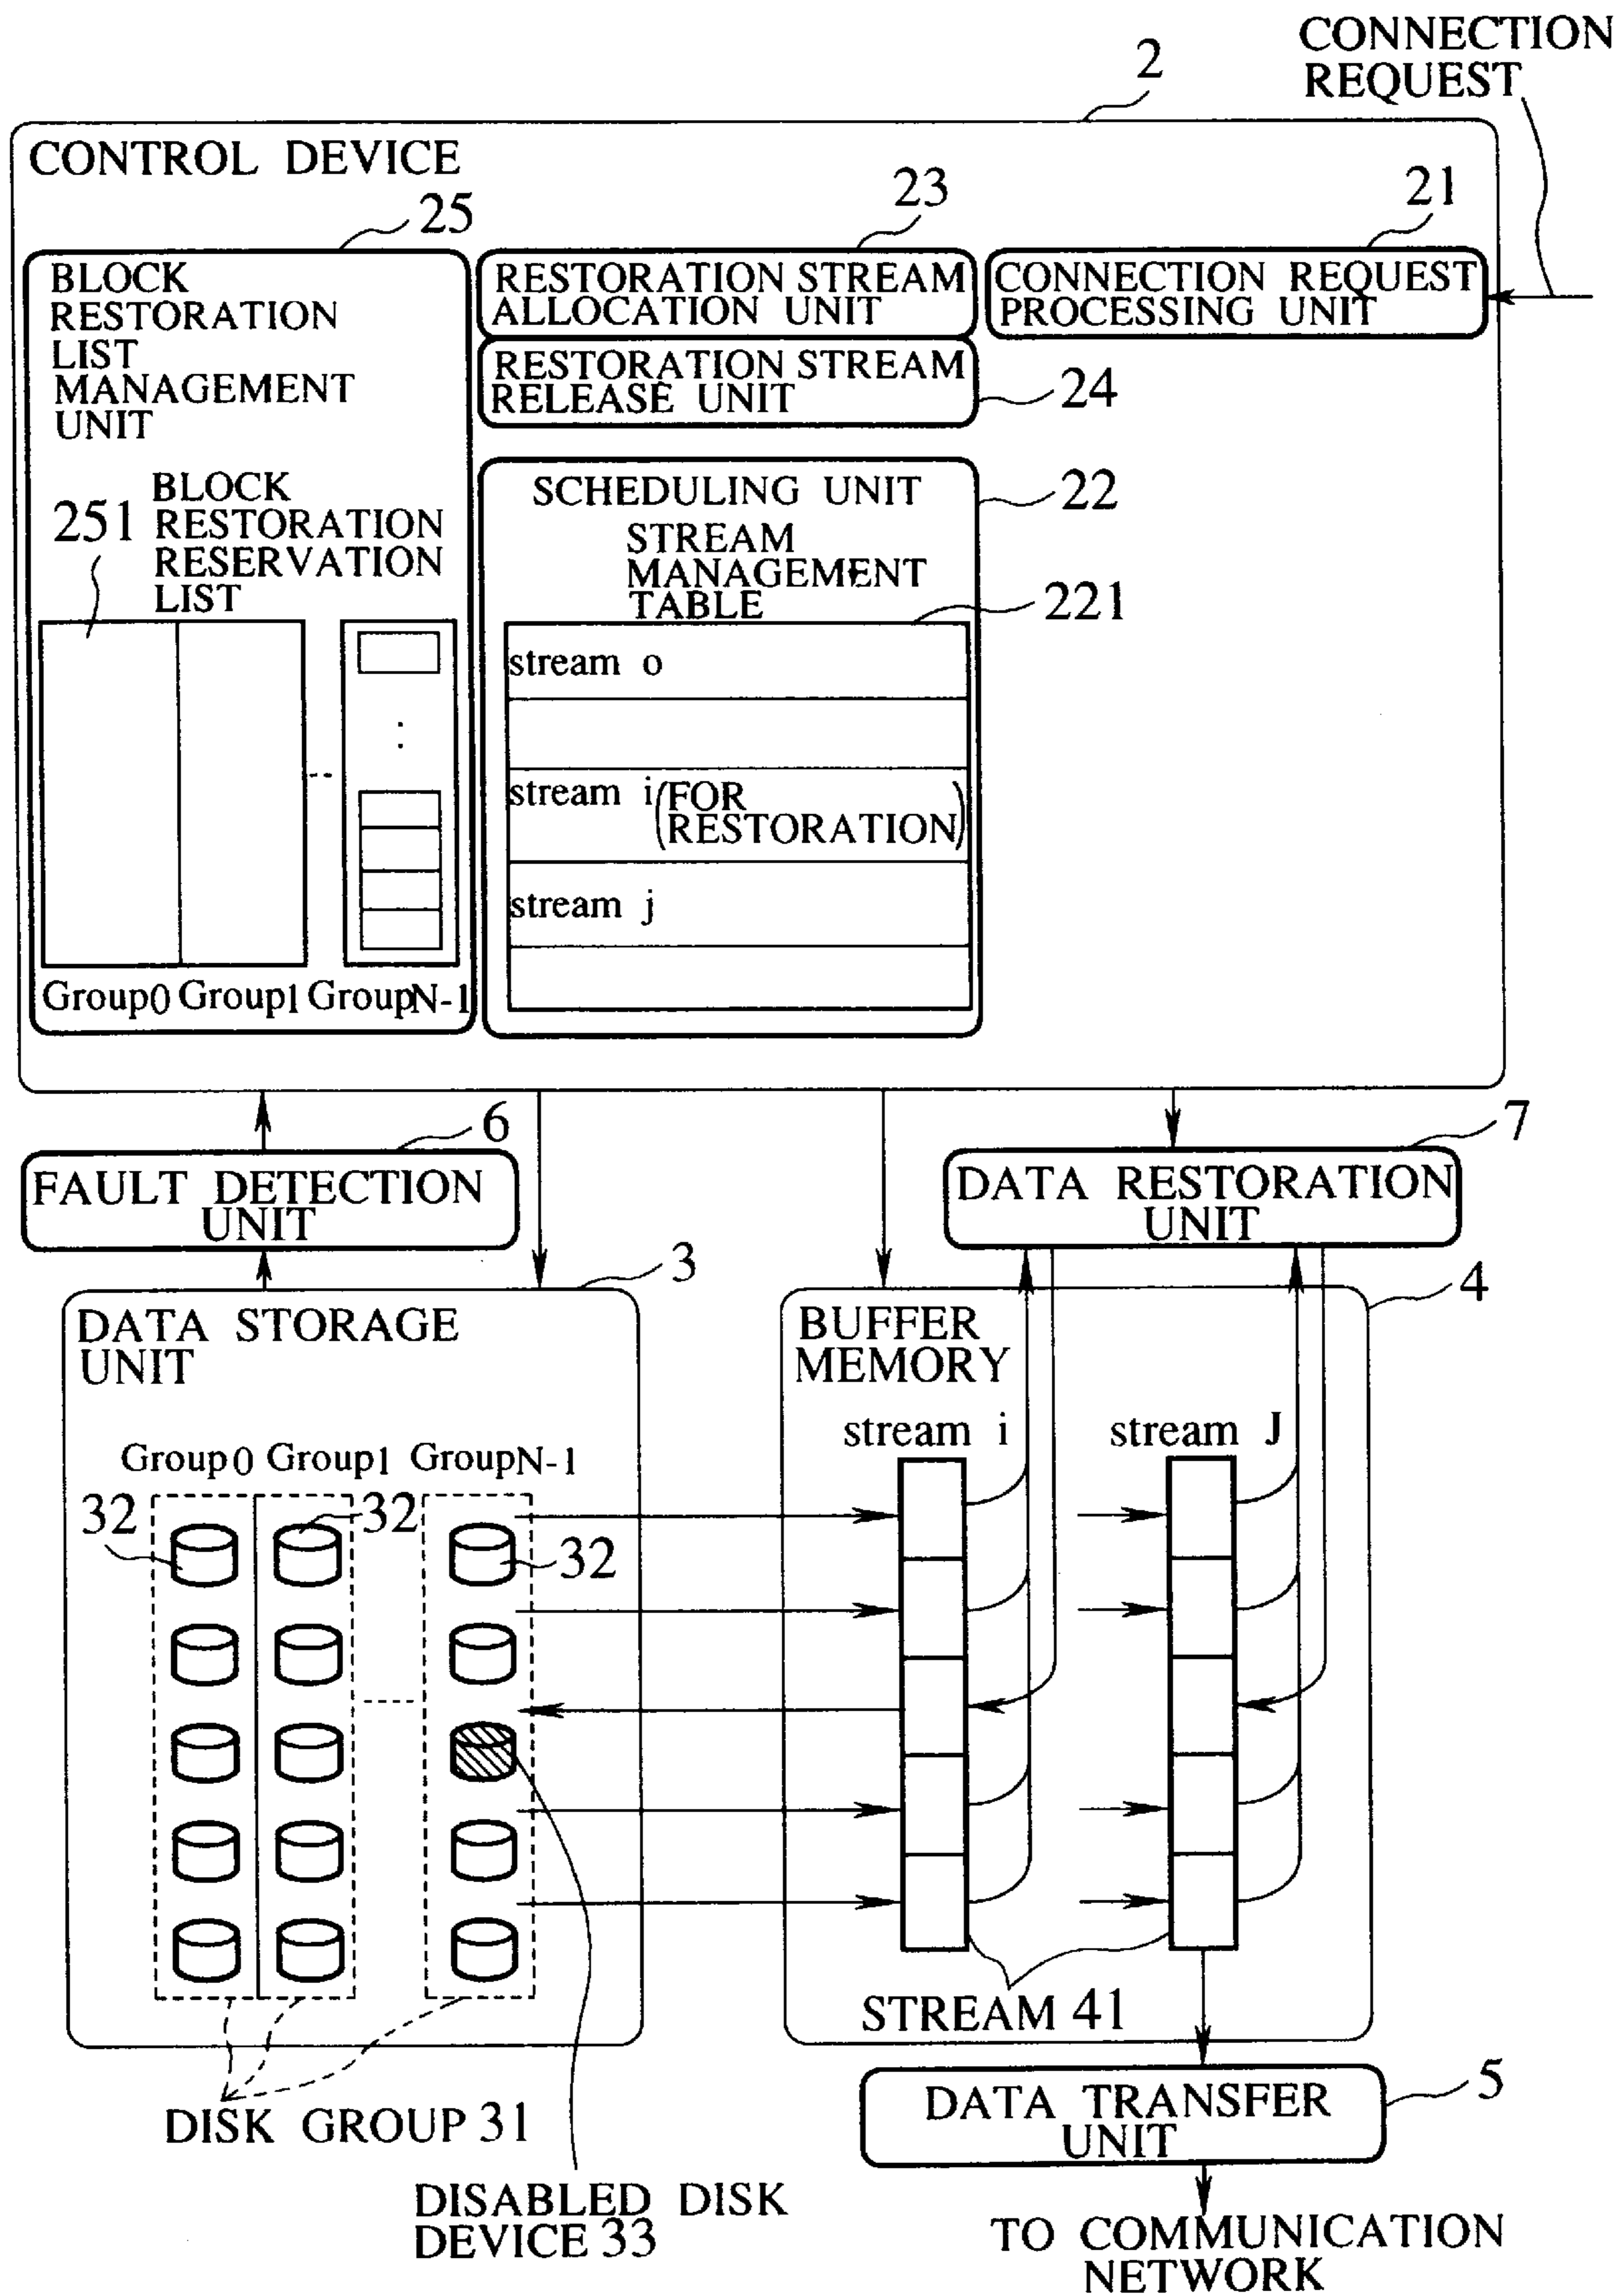 CONNECTION
REQUEST
2
CONTROL DEVICE
25
23
21
BLOCK
RESTORATION
LIST
MANAGEMENT
UNIT
RESTORATION STREAM
ALLOCATION UNIT
CONNECTION REQUEST
PROCESSING UNIT
RESTORATION STREAM
RELEASE UNIT
24
251
BLOCK
RESTORATION
RESERVATION
LIST
SCHEDULING UNIT
22
STREAM
MANAGEMENT
TABLE
221
stream o
stream i (FOR
RESTORATION)
stream j
Group0 Group1 GroupN-1
6
7
FAULT DETECTION
UNIT
DATA RESTORATION
UNIT
3
4
DATA STORAGE
UNIT
BUFFER
MEMORY
Group0 Group1 GroupN-1
stream i
stream J
32
32
32
STREAM 41
DISK GROUP 31
5
DATA TRANSFER
UNIT
DISABLED DISK
DEVICE 33
TO COMMUNICATION
NETWORK